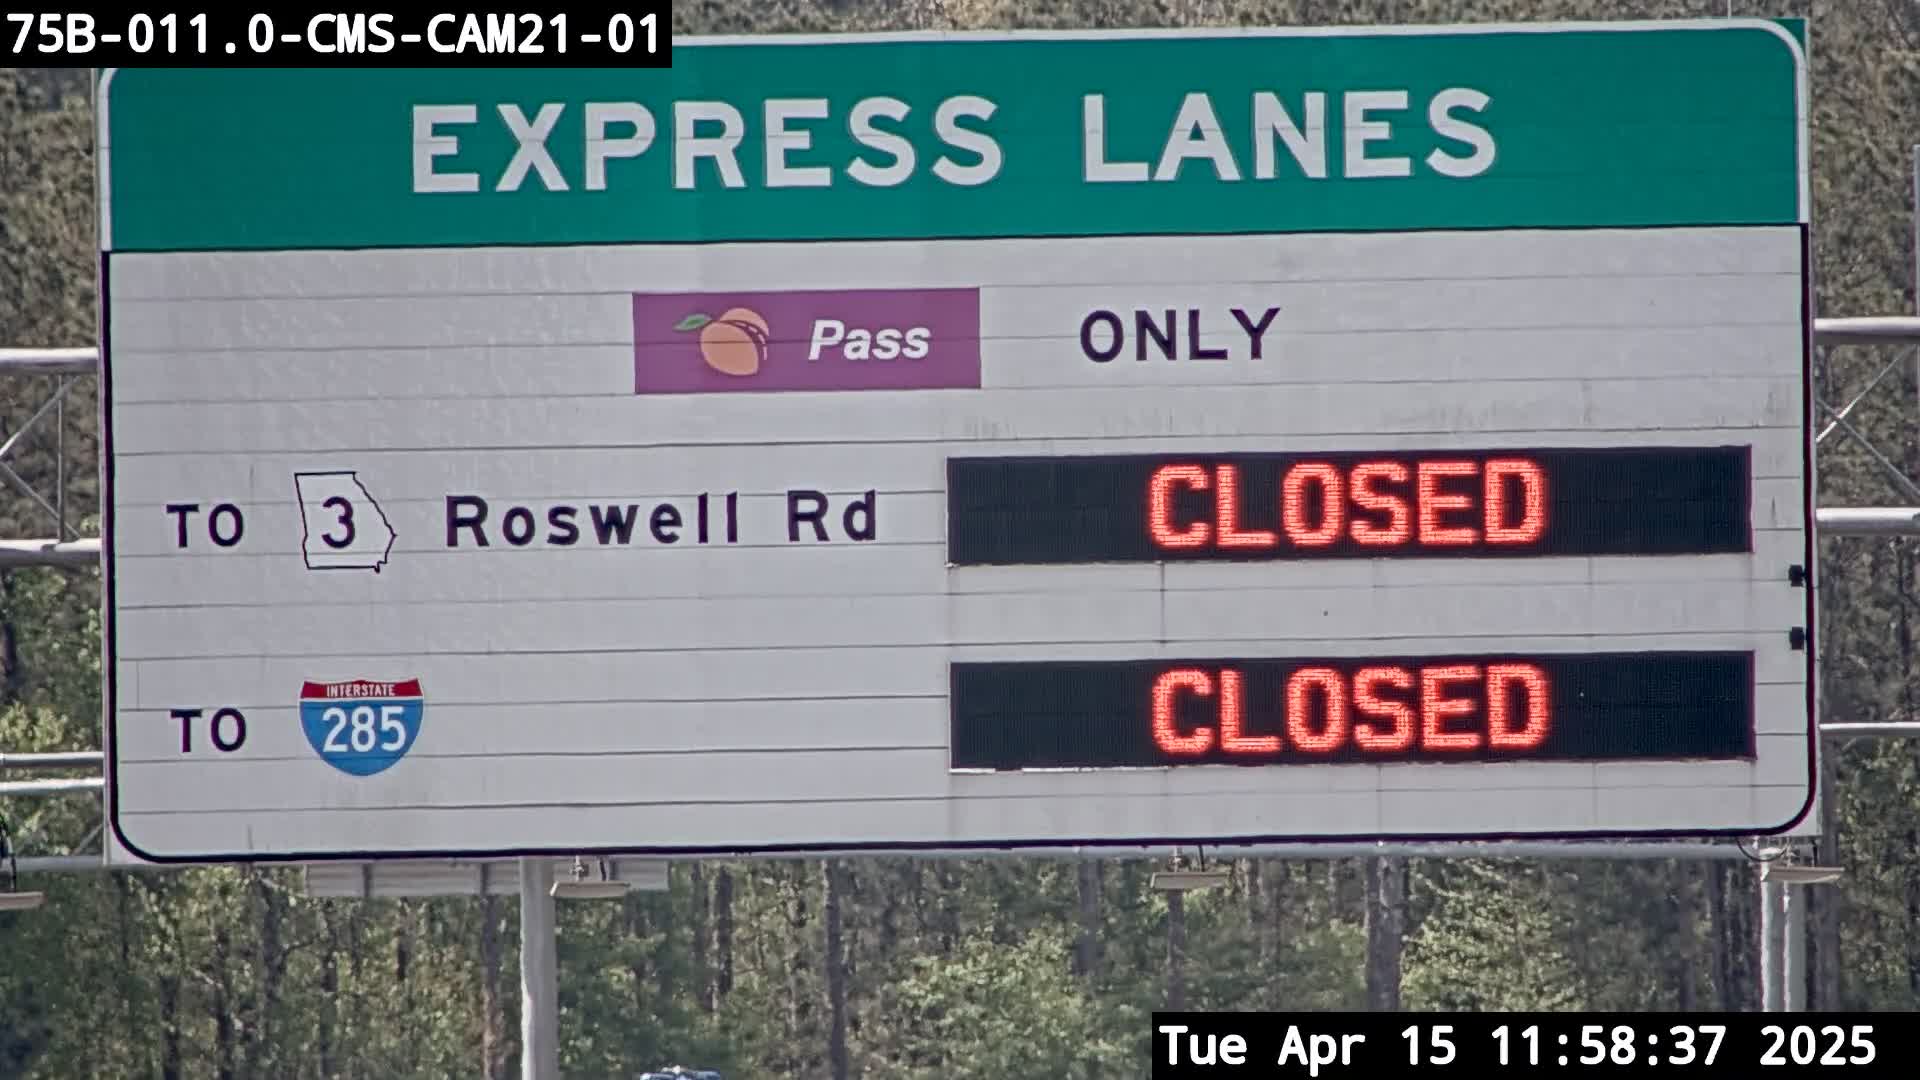 75B-011.0-CMS-CAM21-01
EXPRESS LANES
Pass ONLY
TO 3 Roswell Rd CLOSED
TO INTERSTATE 285 CLOSED
Tue Apr 15 11:58:37 2025